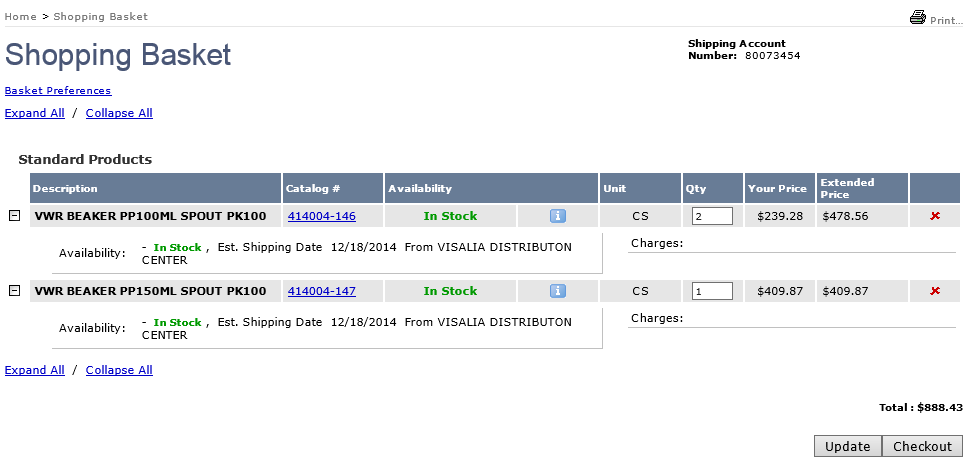 Home > Shopping Basket
Print...
Shopping Basket
Shipping Account
Number: 80073454
Basket Preferences
Expand All / Collapse All
Standard Products
Description Catalog # Availability Unit Qty Your Price Extended Price
VWR BEAKER PP100ML SPOUT PK100 414004-146 In Stock i CS 2 $239.28 $478.56
Availability: - In Stock , Est. Shipping Date 12/18/2014 From VISALIA DISTRIBUTON
CENTER
Charges:
VWR BEAKER PP150ML SPOUT PK100 414004-147 In Stock i CS 1 $409.87 $409.87
Availability: - In Stock , Est. Shipping Date 12/18/2014 From VISALIA DISTRIBUTON
CENTER
Charges:
Expand All / Collapse All
Total : $888.43
Update Checkout